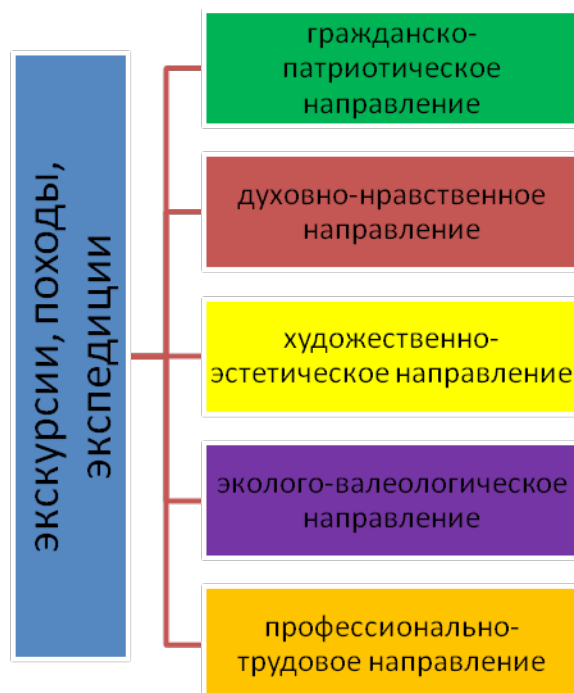 экскурсии, походы,
экспедиции
гражданско-
патриотическое
направление
духовно-нравственное
направление
художественно-
эстетическое направление
эколого-валеологическое
направление
профессионально-
трудовое направление